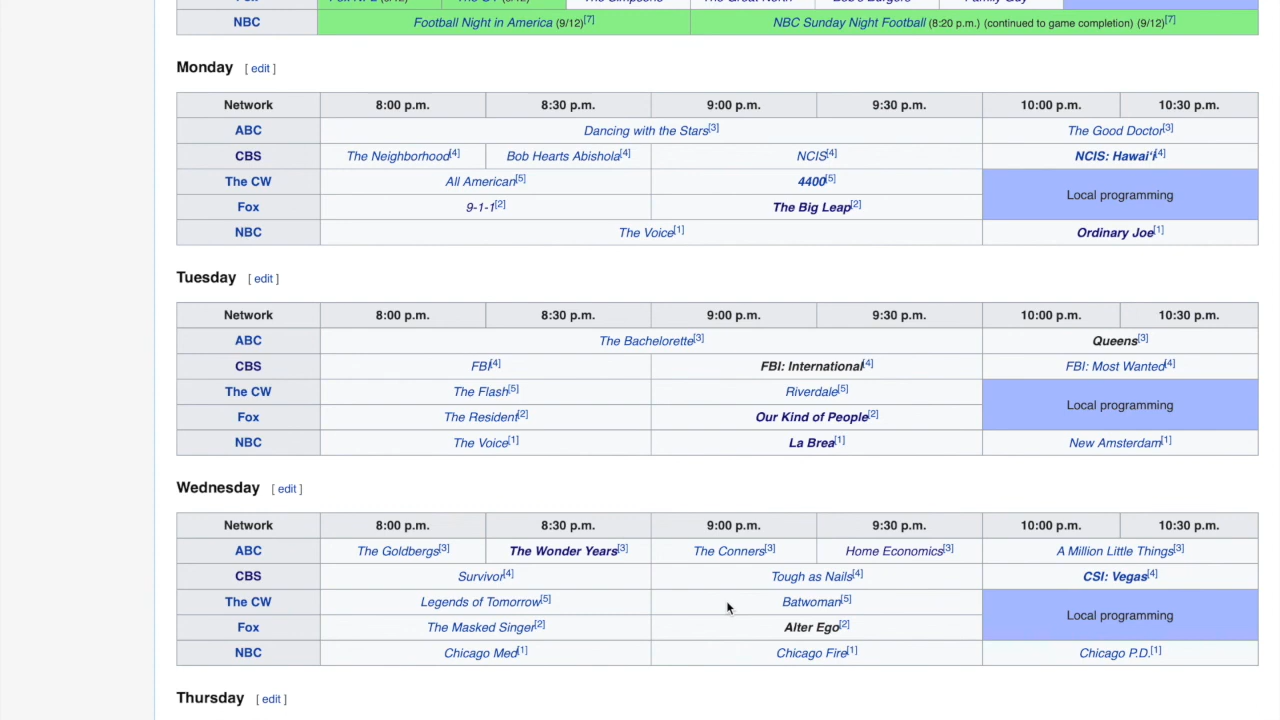 NBC Football Night in America (9/12)[7] NBC Sunday Night Football (8:20 p.m.) (continued to game completion) (9/12)[7]
Monday [ edit ]
Network 8:00 p.m. 8:30 p.m. 9:00 p.m. 9:30 p.m. 10:00 p.m. 10:30 p.m.
ABC Dancing with the Stars[3] The Good Doctor[3]
CBS The Neighborhood[4] Bob Hearts Abishola[4] NCIS[4] NCIS: Hawai'i[4]
The CW All American[5] 4400[5]
Local programming
Fox 9-1-1[2] The Big Leap[2]
NBC The Voice[1] Ordinary Joe[1]
Tuesday [ edit ]
Network 8:00 p.m. 8:30 p.m. 9:00 p.m. 9:30 p.m. 10:00 p.m. 10:30 p.m.
ABC The Bachelorette[3] Queens[3]
CBS FBI[4] FBI: International[4] FBI: Most Wanted[4]
The CW The Flash[5] Riverdale[5]
Local programming
Fox The Resident[2] Our Kind of People[2]
NBC The Voice[1] La Brea[1] New Amsterdam[1]
Wednesday [ edit ]
Network 8:00 p.m. 8:30 p.m. 9:00 p.m. 9:30 p.m. 10:00 p.m. 10:30 p.m.
ABC The Goldbergs[3] The Wonder Years[3] The Conners[3] Home Economics[3] A Million Little Things[3]
CBS Survivor[4] Tough as Nails[4] CSI: Vegas[4]
The CW Legends of Tomorrow[5] Batwoman[5]
Local programming
Fox The Masked Singer[2] Alter Ego[2]
NBC Chicago Med[1] Chicago Fire[1] Chicago P.D.[1]
Thursday [ edit ]